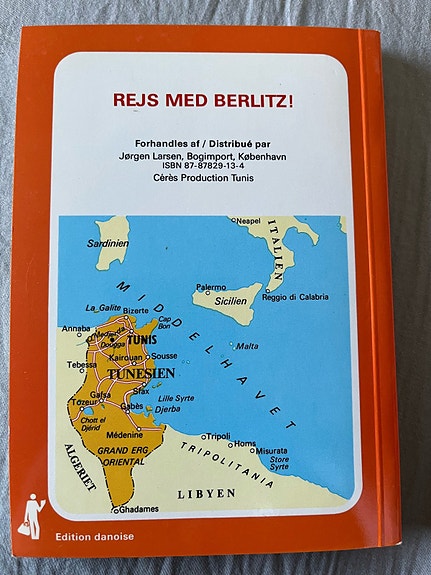 REJS MED BERLITZ!
Forhandles af / Distribué par
Jørgen Larsen, Bogimport, København
ISBN 87-87829-13-4
Cérès Production Tunis
Neapel
ITALIEN
Sardinien
MIDDELHAVET
Palermo
Reggio di Calabria
Sicilien
La Galite
Bizerte
Cap
Bon
Annaba
Medjerda
TUNIS
Dougga
Malta
Kairouan
Sousse
Tebessa
TUNESIEN
Sfax
Gafsa
Lille Syrte
Tozeur
Gabès
Djerba
Chott el
Djérid
Médenine
Tripoli
Homs
Misurata
ALGERIET
GRAND ERG
ORIENTAL
TRIPOLITANIA
Store
Syrte
LIBYEN
Ghadames
Edition danoise